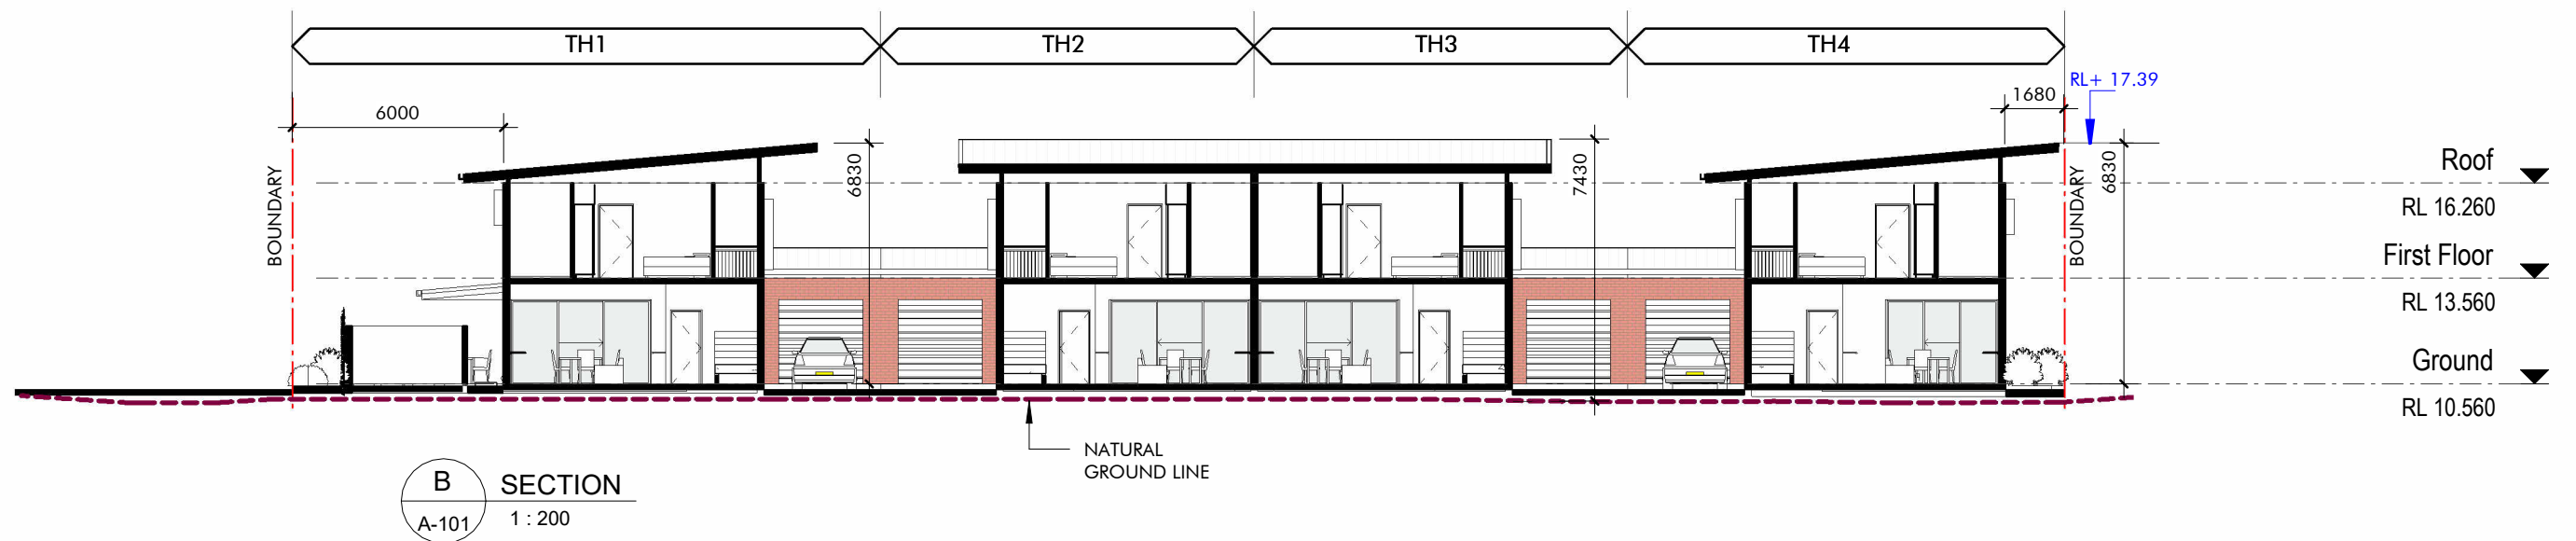 TH1
TH2
TH3
TH4
RL+ 17.39
6000
1680
BOUNDARY
6830
7430
BOUNDARY
6830
Roof
RL 16.260
First Floor
RL 13.560
Ground
RL 10.560
NATURAL
GROUND LINE
B
SECTION
A-101
1 : 200